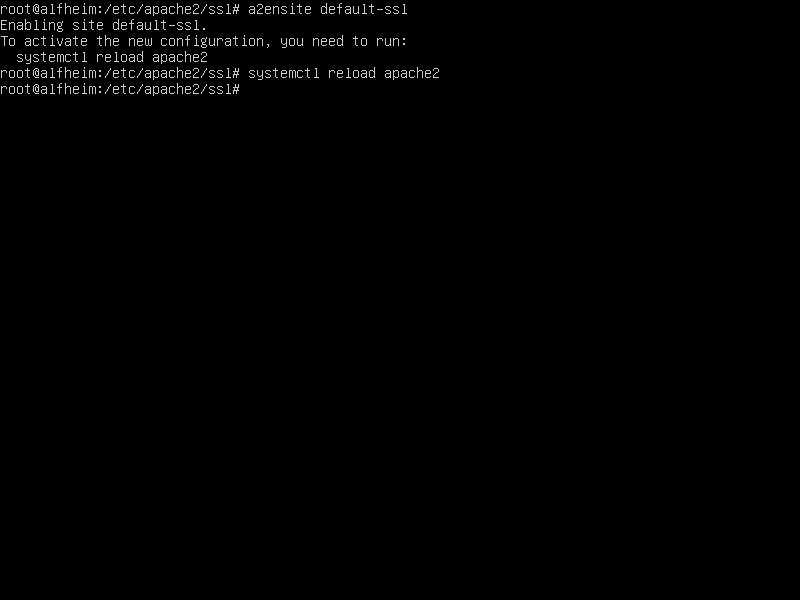 root@alfheim:/etc/apache2/ssl# a2ensite default-ssl
Enabling site default-ssl.
To activate the new configuration, you need to run:
  systemctl reload apache2
root@alfheim:/etc/apache2/ssl# systemctl reload apache2
root@alfheim:/etc/apache2/ssl#